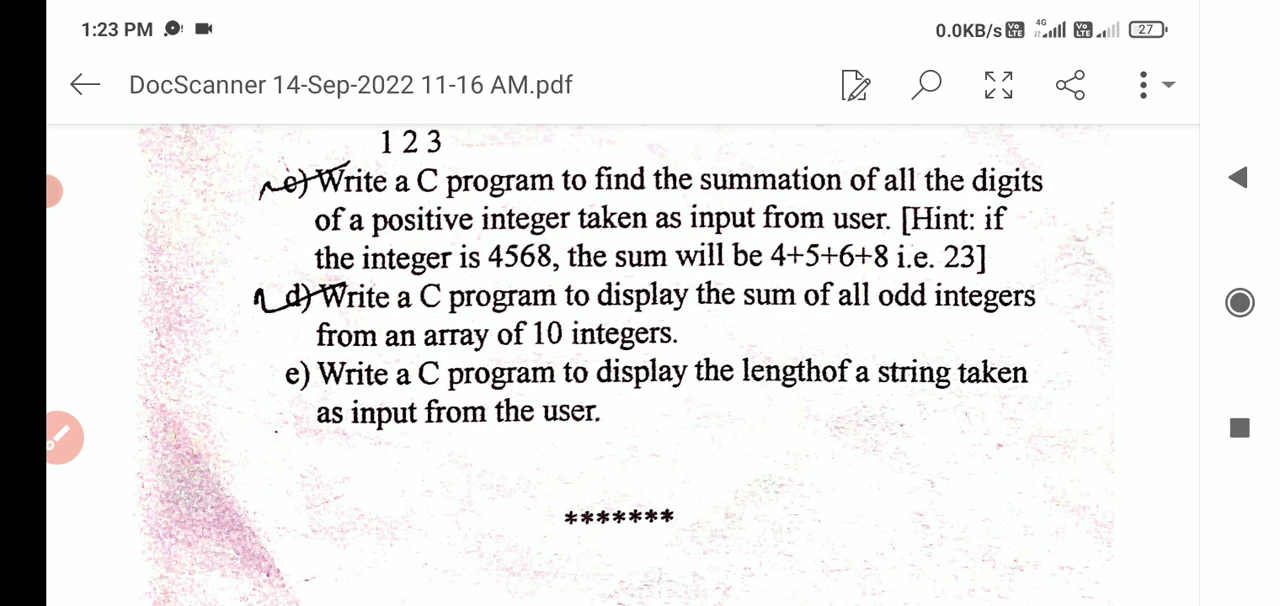 1:23 PM
0.0KB/s Vo LTE 4G Vo LTE 27
DocScanner 14-Sep-2022 11-16 AM.pdf
1 2 3
c) Write a C program to find the summation of all the digits
of a positive integer taken as input from user. [Hint: if
the integer is 4568, the sum will be 4+5+6+8 i.e. 23]
d) Write a C program to display the sum of all odd integers
from an array of 10 integers.
e) Write a C program to display the lengthof a string taken
as input from the user.
*******